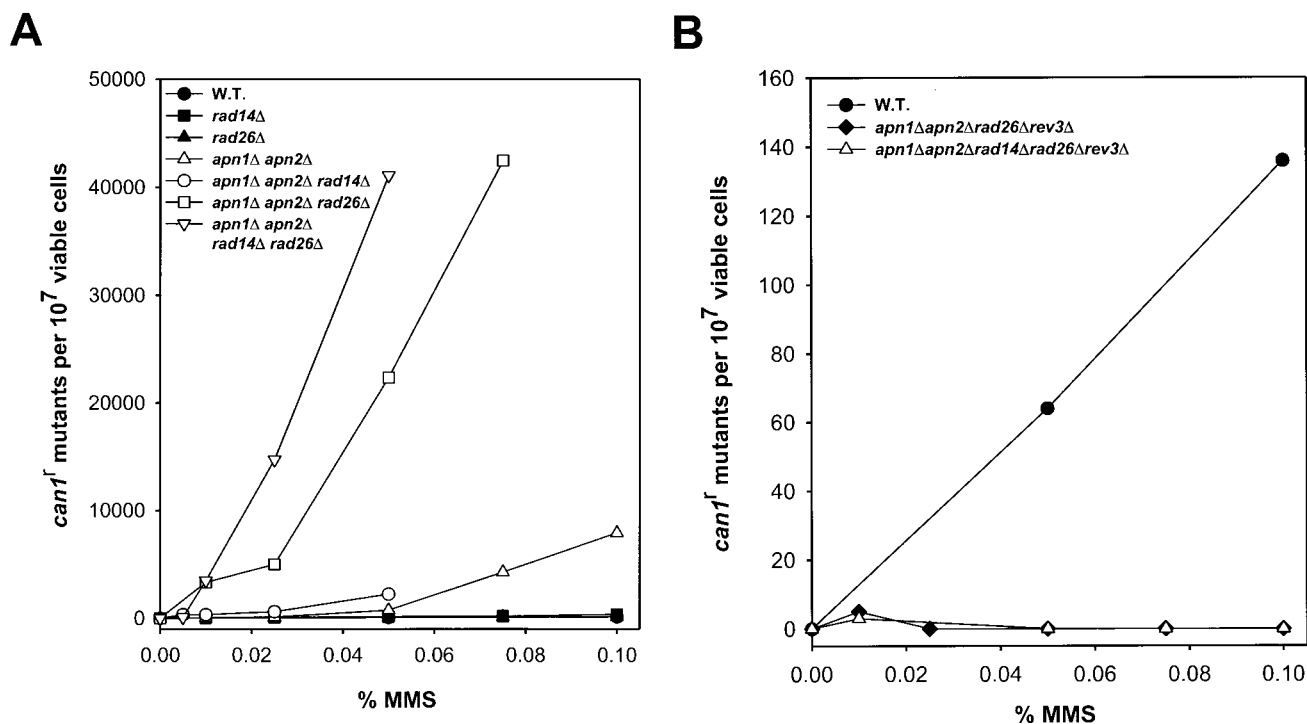 A
50000
40000
30000
20000
10000
0
can1ʳ mutants per 10⁷ viable cells
W.T.
rad14Δ
rad26Δ
apn1Δ apn2Δ
apn1Δ apn2Δ rad14Δ
apn1Δ apn2Δ rad26Δ
apn1Δ apn2Δ
rad14Δ rad26Δ
0.00 0.02 0.04 0.06 0.08 0.10
% MMS
B
160
140
120
100
80
60
40
20
0
can1ʳ mutants per 10⁷ viable cells
W.T.
apn1Δapn2Δrad26Δrev3Δ
apn1Δapn2Δrad14Δrad26Δrev3Δ
0.00 0.02 0.04 0.06 0.08 0.10
% MMS